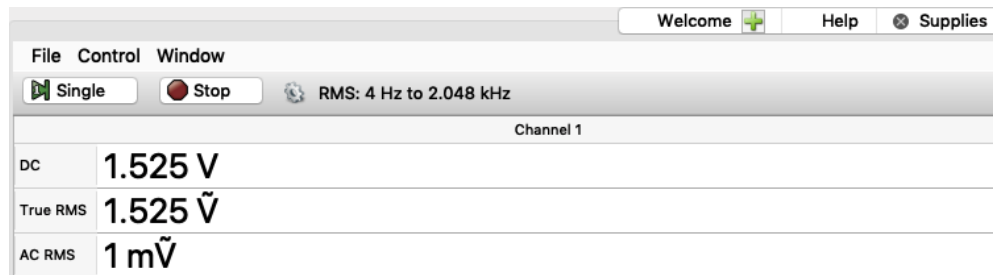 Welcome Help Supplies
File Control Window
Single Stop RMS: 4 Hz to 2.048 kHz
Channel 1
DC 1.525 V
True RMS 1.525 Ṽ
AC RMS 1 mṼ